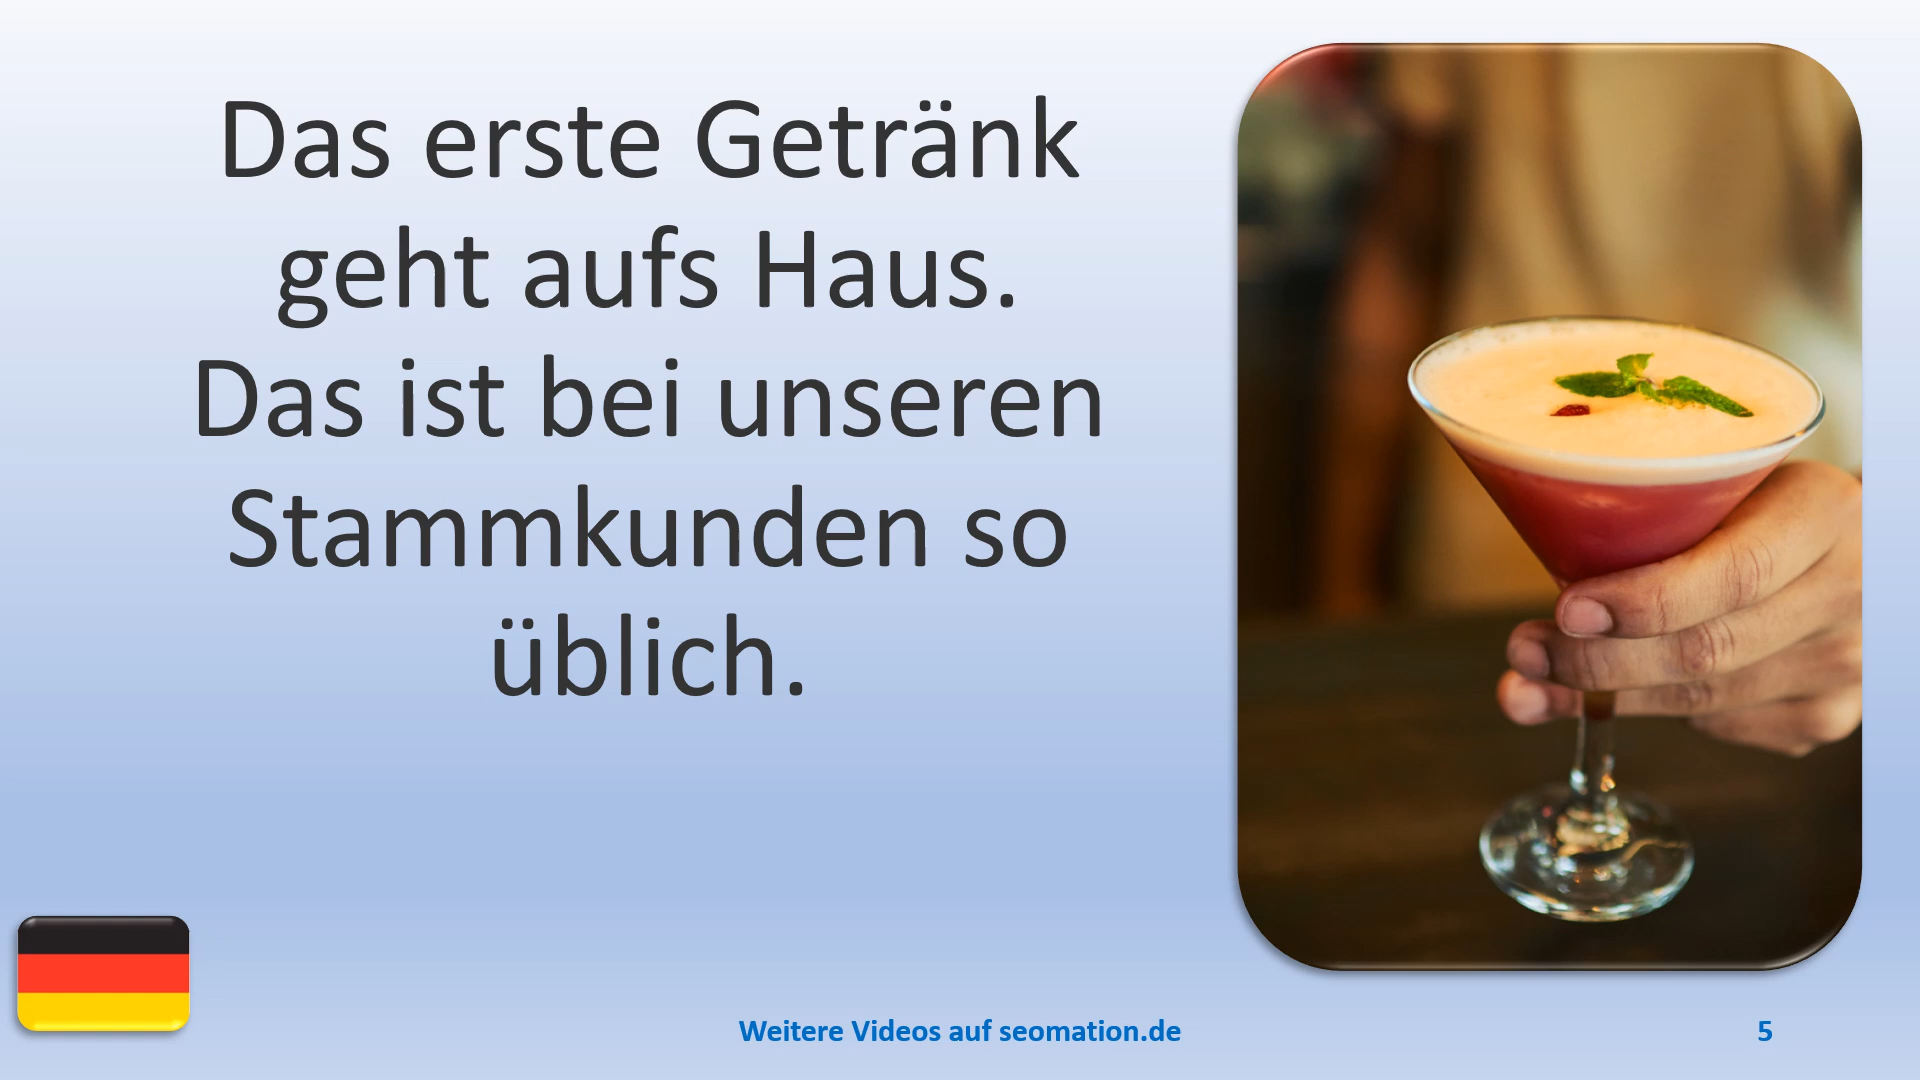 Das erste Getränk
geht aufs Haus.
Das ist bei unseren
Stammkunden so
üblich.
Weitere Videos auf seomation.de
5